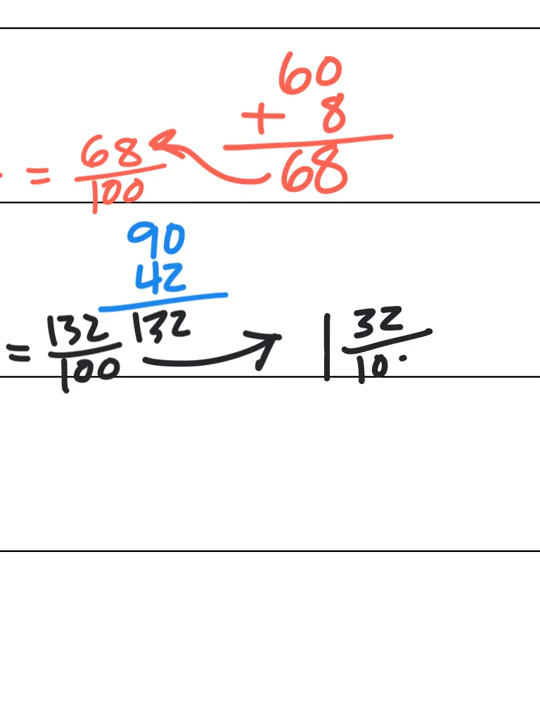 60
+ 8
= 68/100 68
90
42
132
= 132/100 → 1 32/10